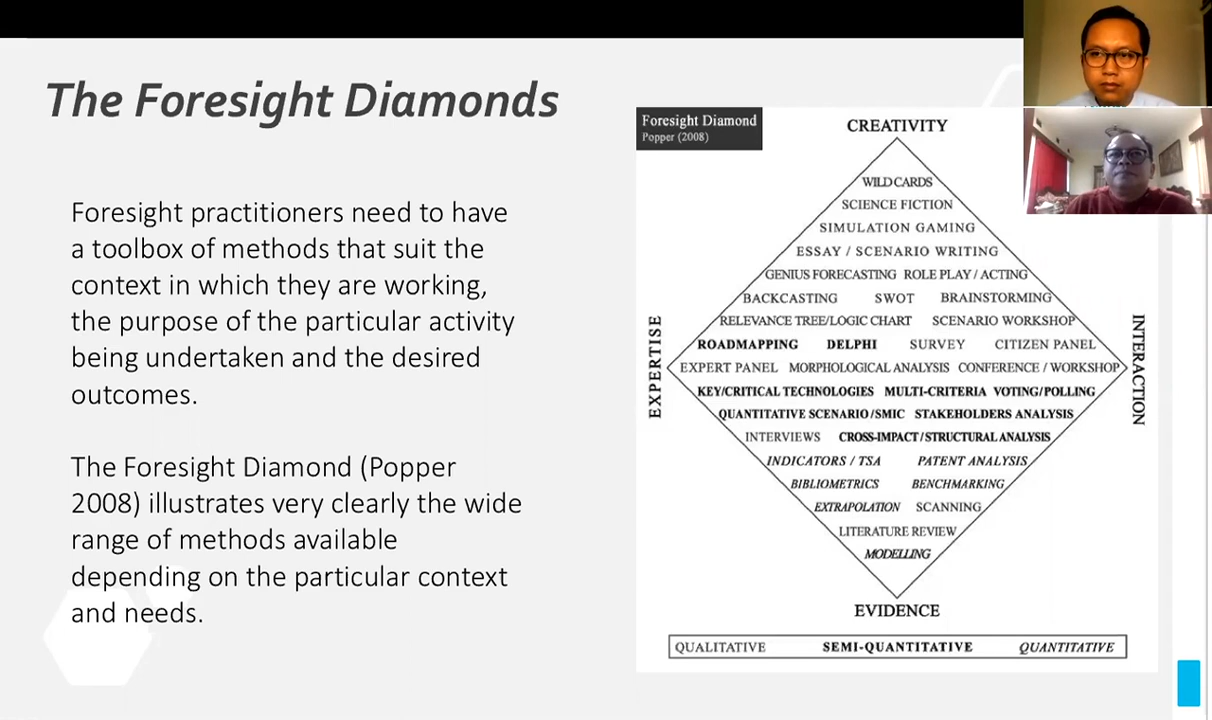 The Foresight Diamonds
Foresight practitioners need to have
a toolbox of methods that suit the
context in which they are working,
the purpose of the particular activity
being undertaken and the desired
outcomes.
The Foresight Diamond (Popper
2008) illustrates very clearly the wide
range of methods available
depending on the particular context
and needs.
Foresight Diamond
Popper (2008)
CREATIVITY
WILD CARDS
SCIENCE FICTION
SIMULATION GAMING
ESSAY / SCENARIO WRITING
GENIUS FORECASTING ROLE PLAY / ACTING
BACKCASTING SWOT BRAINSTORMING
RELEVANCE TREE/LOGIC CHART SCENARIO WORKSHOP
ROADMAPPING DELPHI SURVEY CITIZEN PANEL
EXPERT PANEL MORPHOLOGICAL ANALYSIS CONFERENCE / WORKSHOP
KEY/CRITICAL TECHNOLOGIES MULTI-CRITERIA VOTING/POLLING
QUANTITATIVE SCENARIO/SMIC STAKEHOLDERS ANALYSIS
INTERVIEWS CROSS-IMPACT / STRUCTURAL ANALYSIS
INDICATORS / TSA PATENT ANALYSIS
BIBLIOMETRICS BENCHMARKING
EXTRAPOLATION SCANNING
LITERATURE REVIEW
MODELLING
EXPERTISE
INTERACTION
EVIDENCE
QUALITATIVE SEMI-QUANTITATIVE QUANTITATIVE